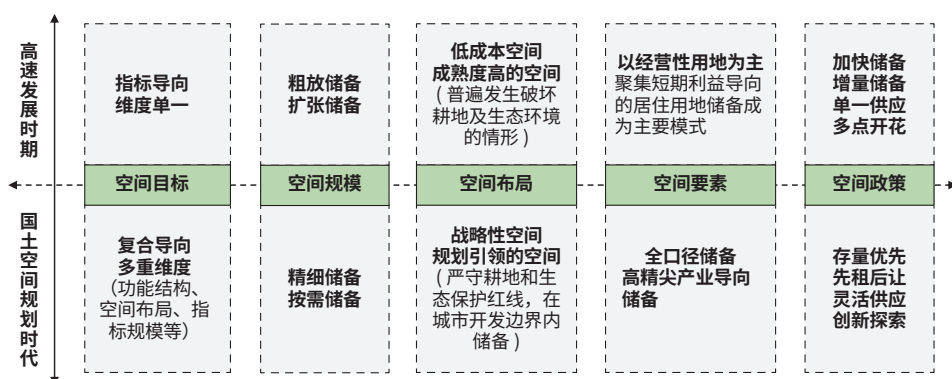 高速发展时期
指标导向
维度单一
粗放储备
扩张储备
低成本空间
成熟度高的空间
( 普遍发生破坏
耕地及生态环境
的情形 )
以经营性用地为主
聚集短期利益导向
的居住用地储备成
为主要模式
加快储备
增量储备
单一供应
多点开花
空间目标
空间规模
空间布局
空间要素
空间政策
国土空间规划时代
复合导向
多重维度
（功能结构、
空间布局、指
标规模等）
精细储备
按需储备
战略性空间
规划引领的空间
( 严守耕地和生
态保护红线，在
城市开发边界内
储备 )
全口径储备
高精尖产业导向
储备
存量优先
先租后让
灵活供应
创新探索